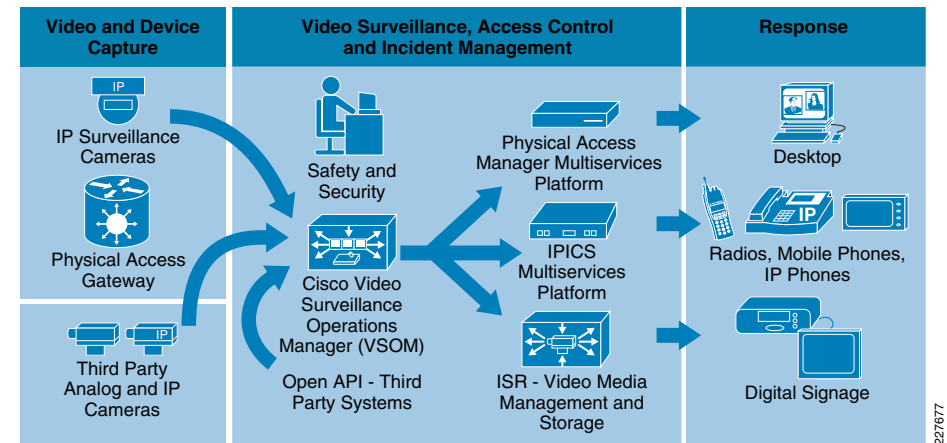 Video and Device
Capture
Video Surveillance, Access Control
and Incident Management
Response
IP
IP Surveillance
Cameras
Physical Access
Gateway
IP
Third Party
Analog and IP
Cameras
Safety and
Security
Cisco Video
Surveillance
Operations
Manager (VSOM)
Open API - Third
Party Systems
Physical Access
Manager Multiservices
Platform
IPICS
Multiservices
Platform
ISR - Video Media
Management and
Storage
Desktop
IP
Radios, Mobile Phones,
IP Phones
Digital Signage
227677